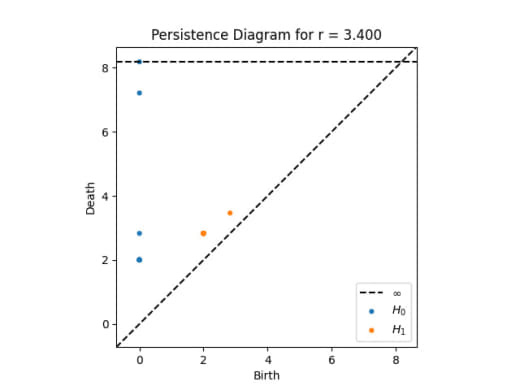 Persistence Diagram for r = 3.400
8
6
4
2
0
Death
0 2 4 6 8
Birth
∞
H₀
H₁